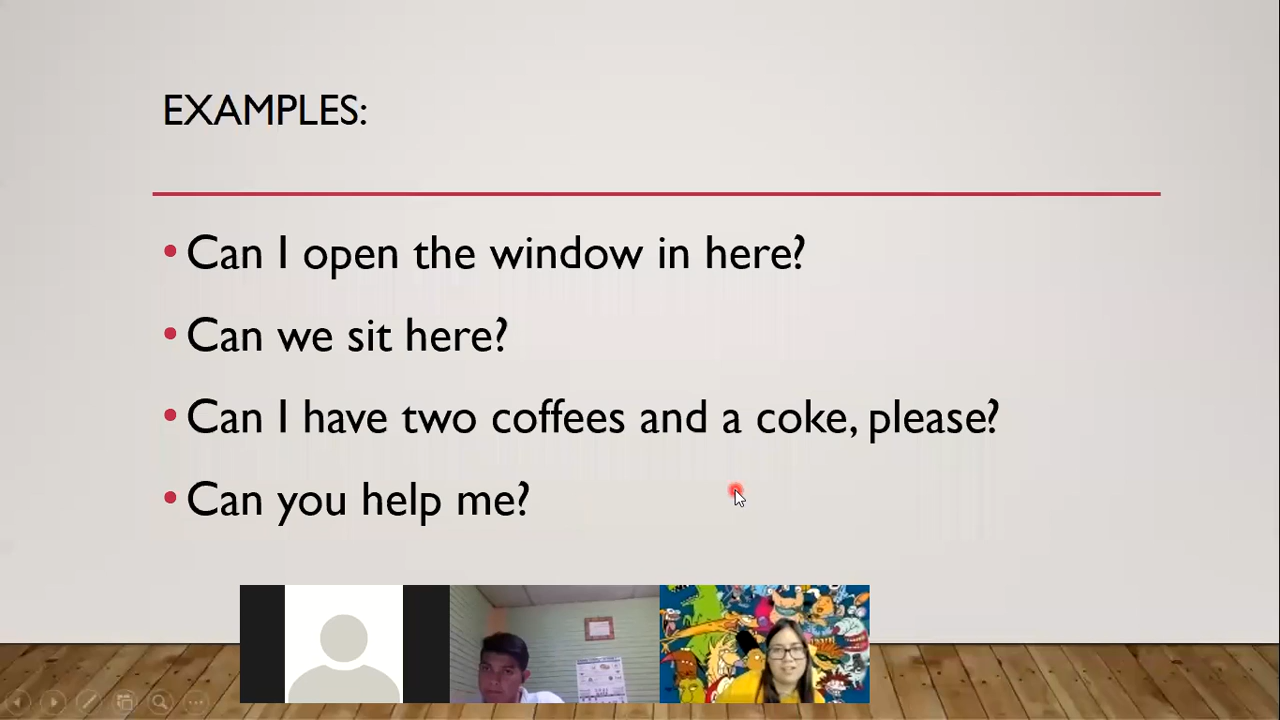 EXAMPLES:
• Can I open the window in here?
• Can we sit here?
• Can I have two coffees and a coke, please?
• Can you help me?